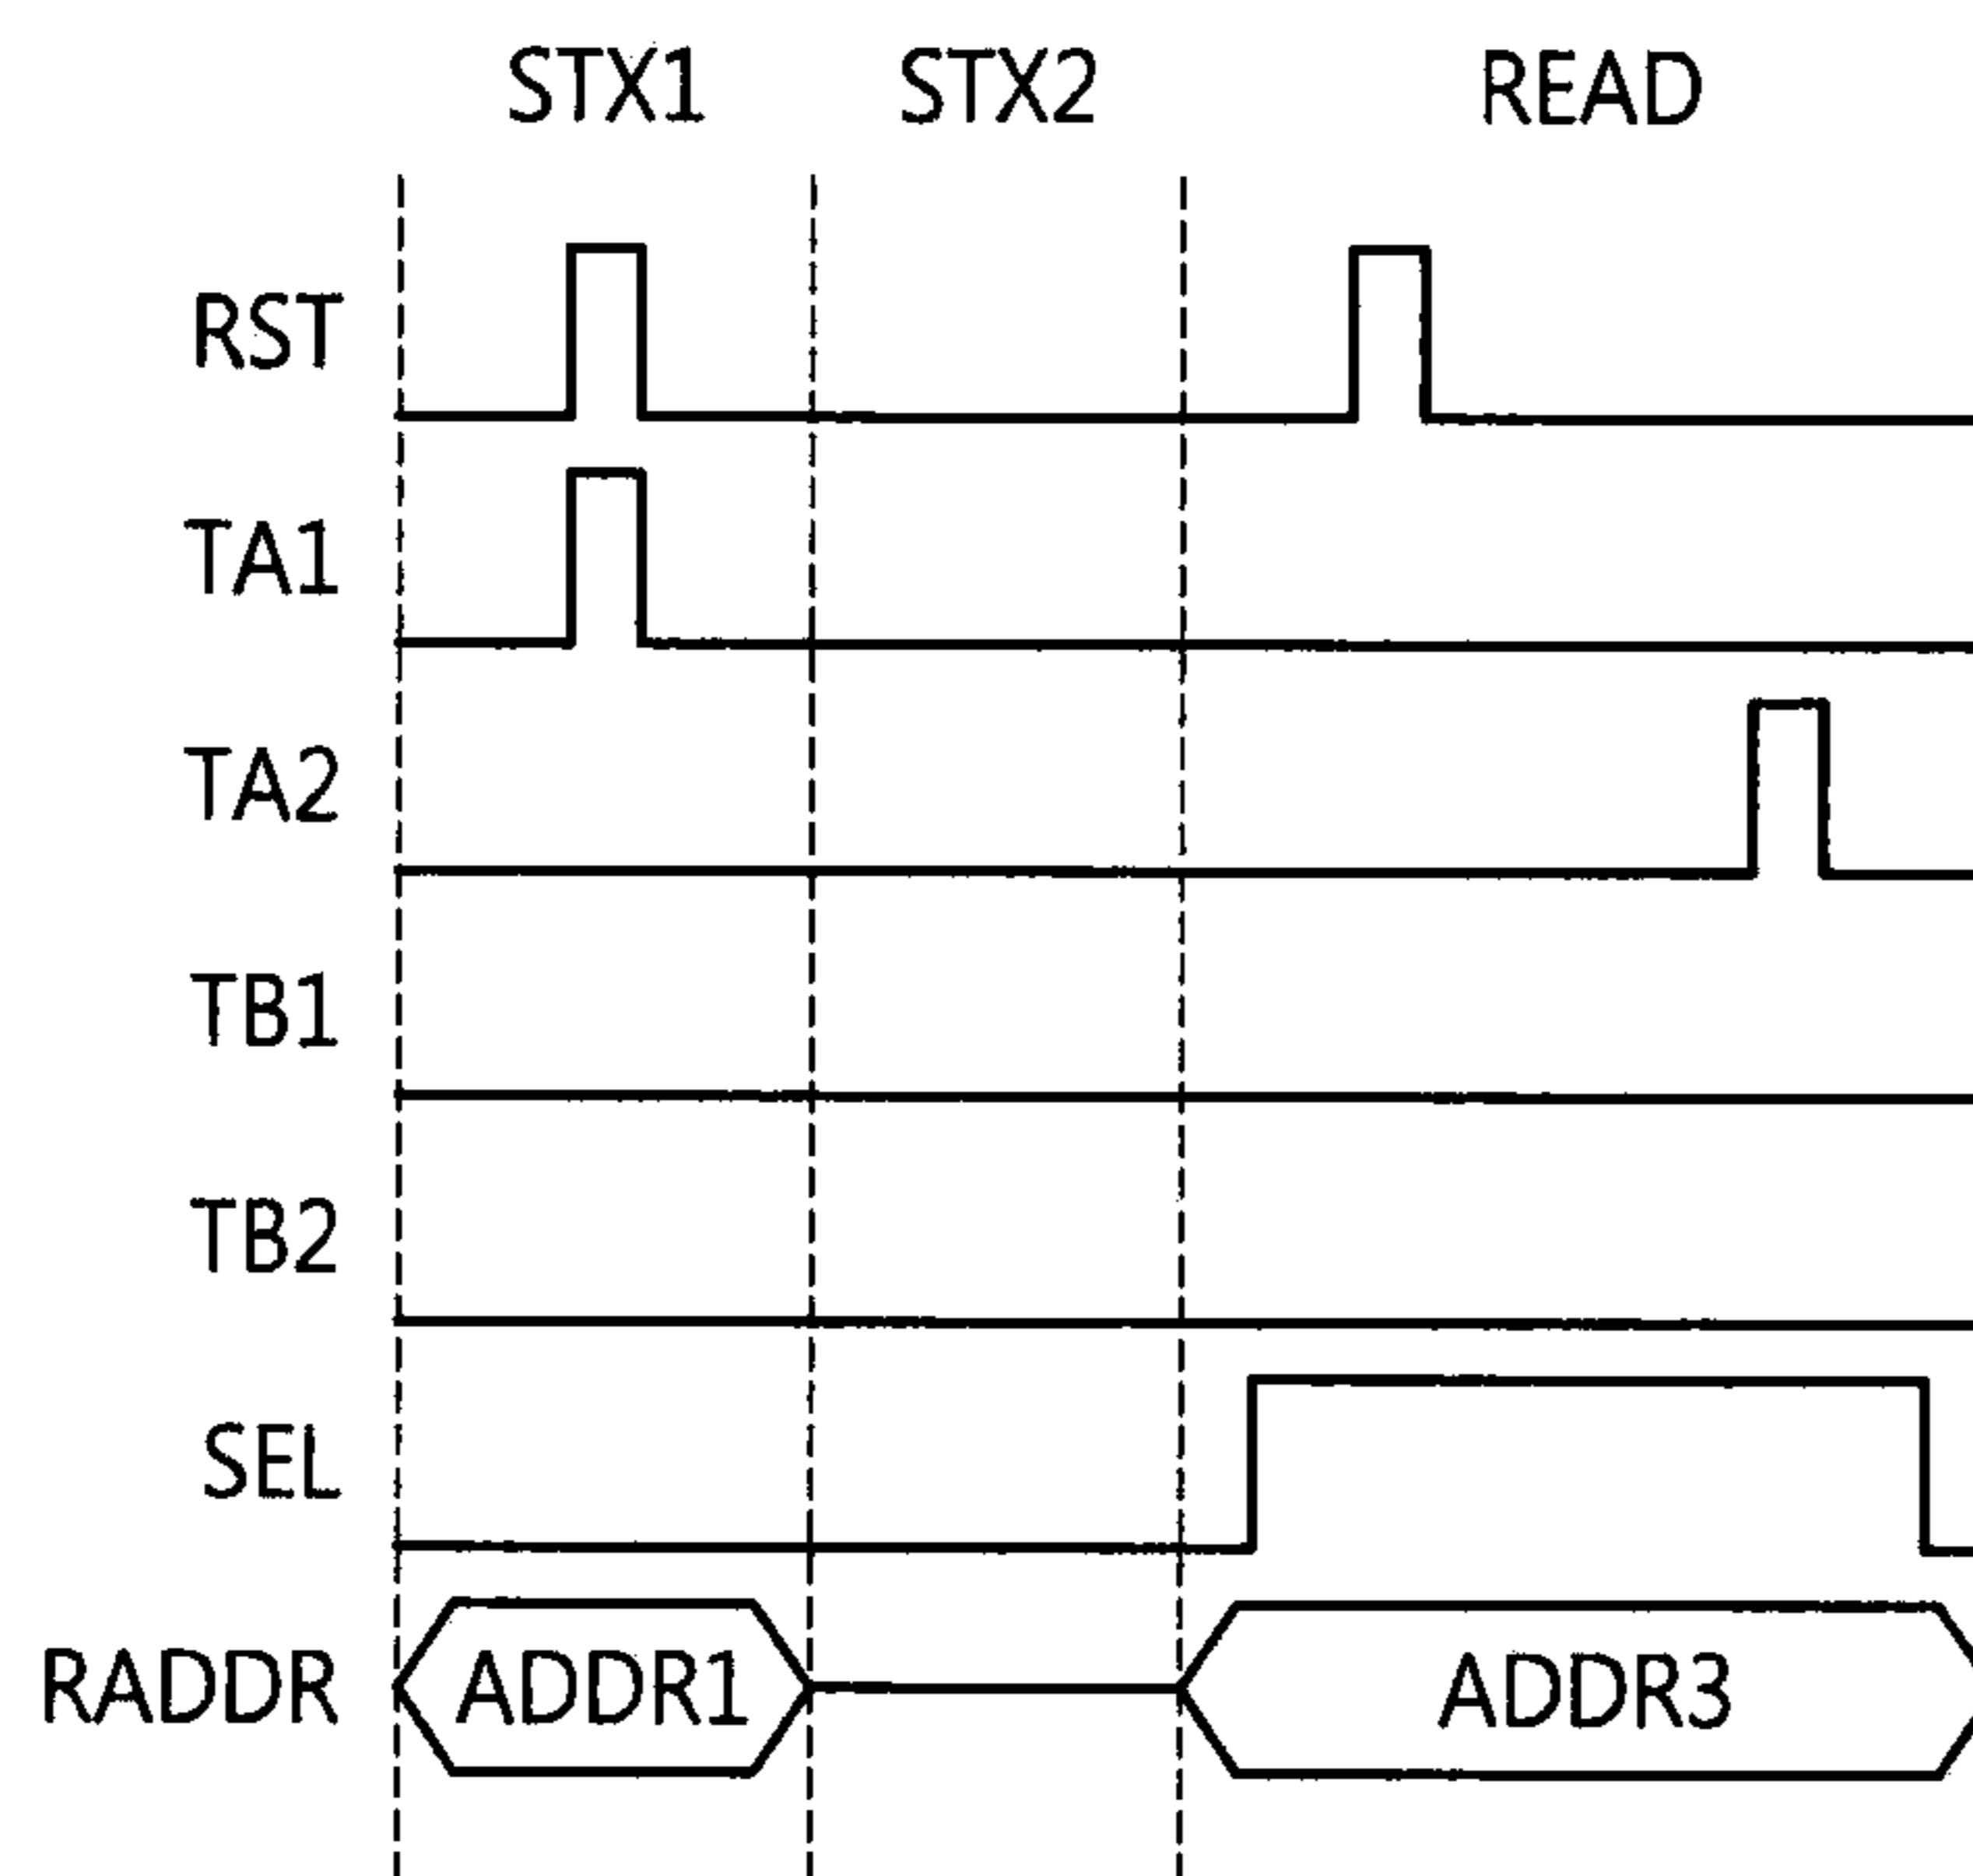 STX1 STX2 READ
RST
TA1
TA2
TB1
TB2
SEL
RADDR ADDR1 ADDR3